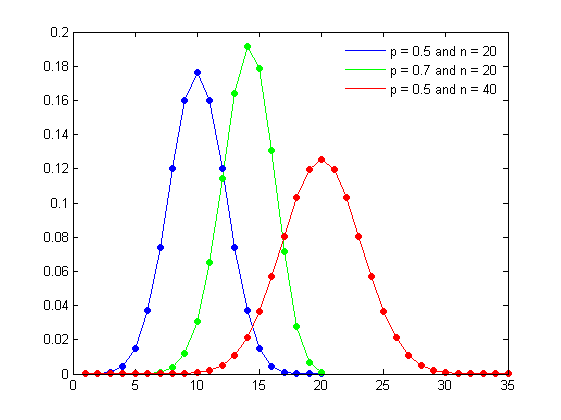 0.2
0.18
0.16
0.14
0.12
0.1
0.08
0.06
0.04
0.02
0
p = 0.5 and n = 20
p = 0.7 and n = 20
p = 0.5 and n = 40
0 5 10 15 20 25 30 35